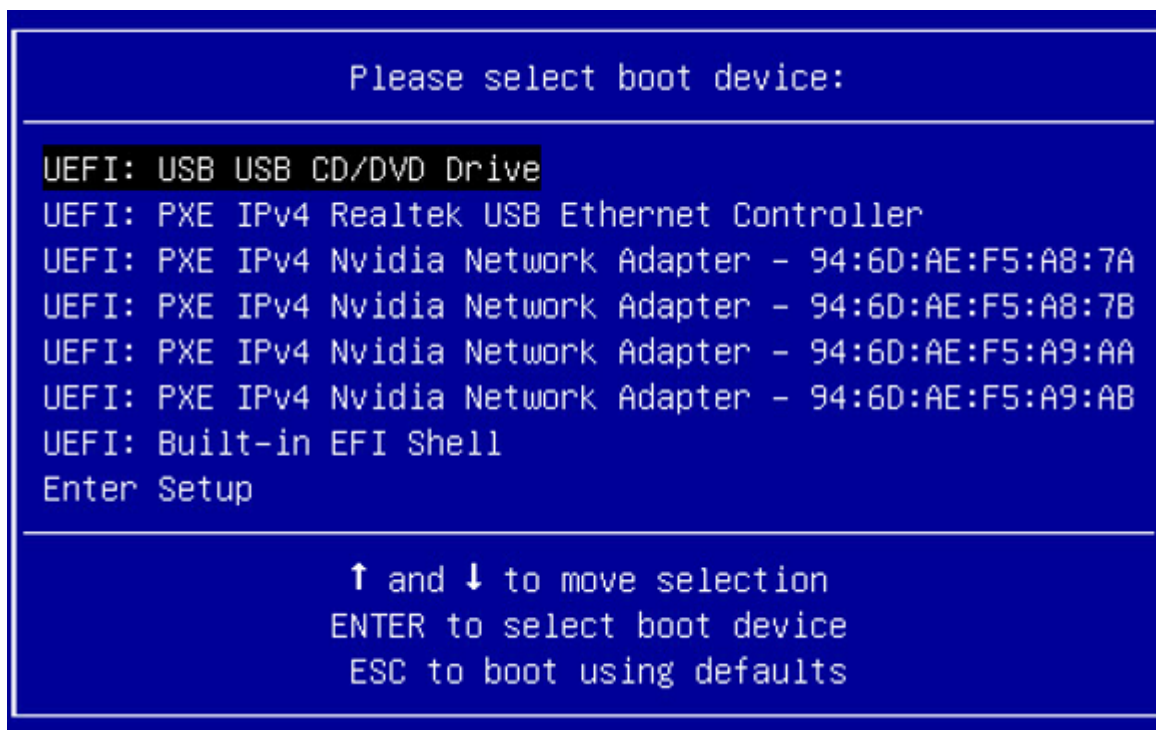 Please select boot device:
UEFI: USB USB CD/DVD Drive
UEFI: PXE IPv4 Realtek USB Ethernet Controller
UEFI: PXE IPv4 Nvidia Network Adapter - 94:6D:AE:F5:A8:7A
UEFI: PXE IPv4 Nvidia Network Adapter - 94:6D:AE:F5:A8:7B
UEFI: PXE IPv4 Nvidia Network Adapter - 94:6D:AE:F5:A9:AA
UEFI: PXE IPv4 Nvidia Network Adapter - 94:6D:AE:F5:A9:AB
UEFI: Built-in EFI Shell
Enter Setup
↑ and ↓ to move selection
ENTER to select boot device
ESC to boot using defaults